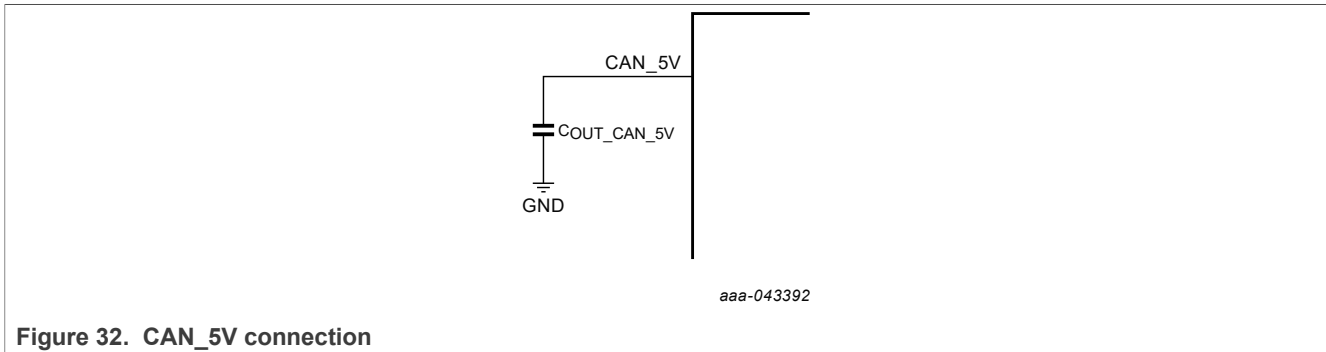 CAN_5V
COUT_CAN_5V
GND
aaa-043392
Figure 32. CAN_5V connection